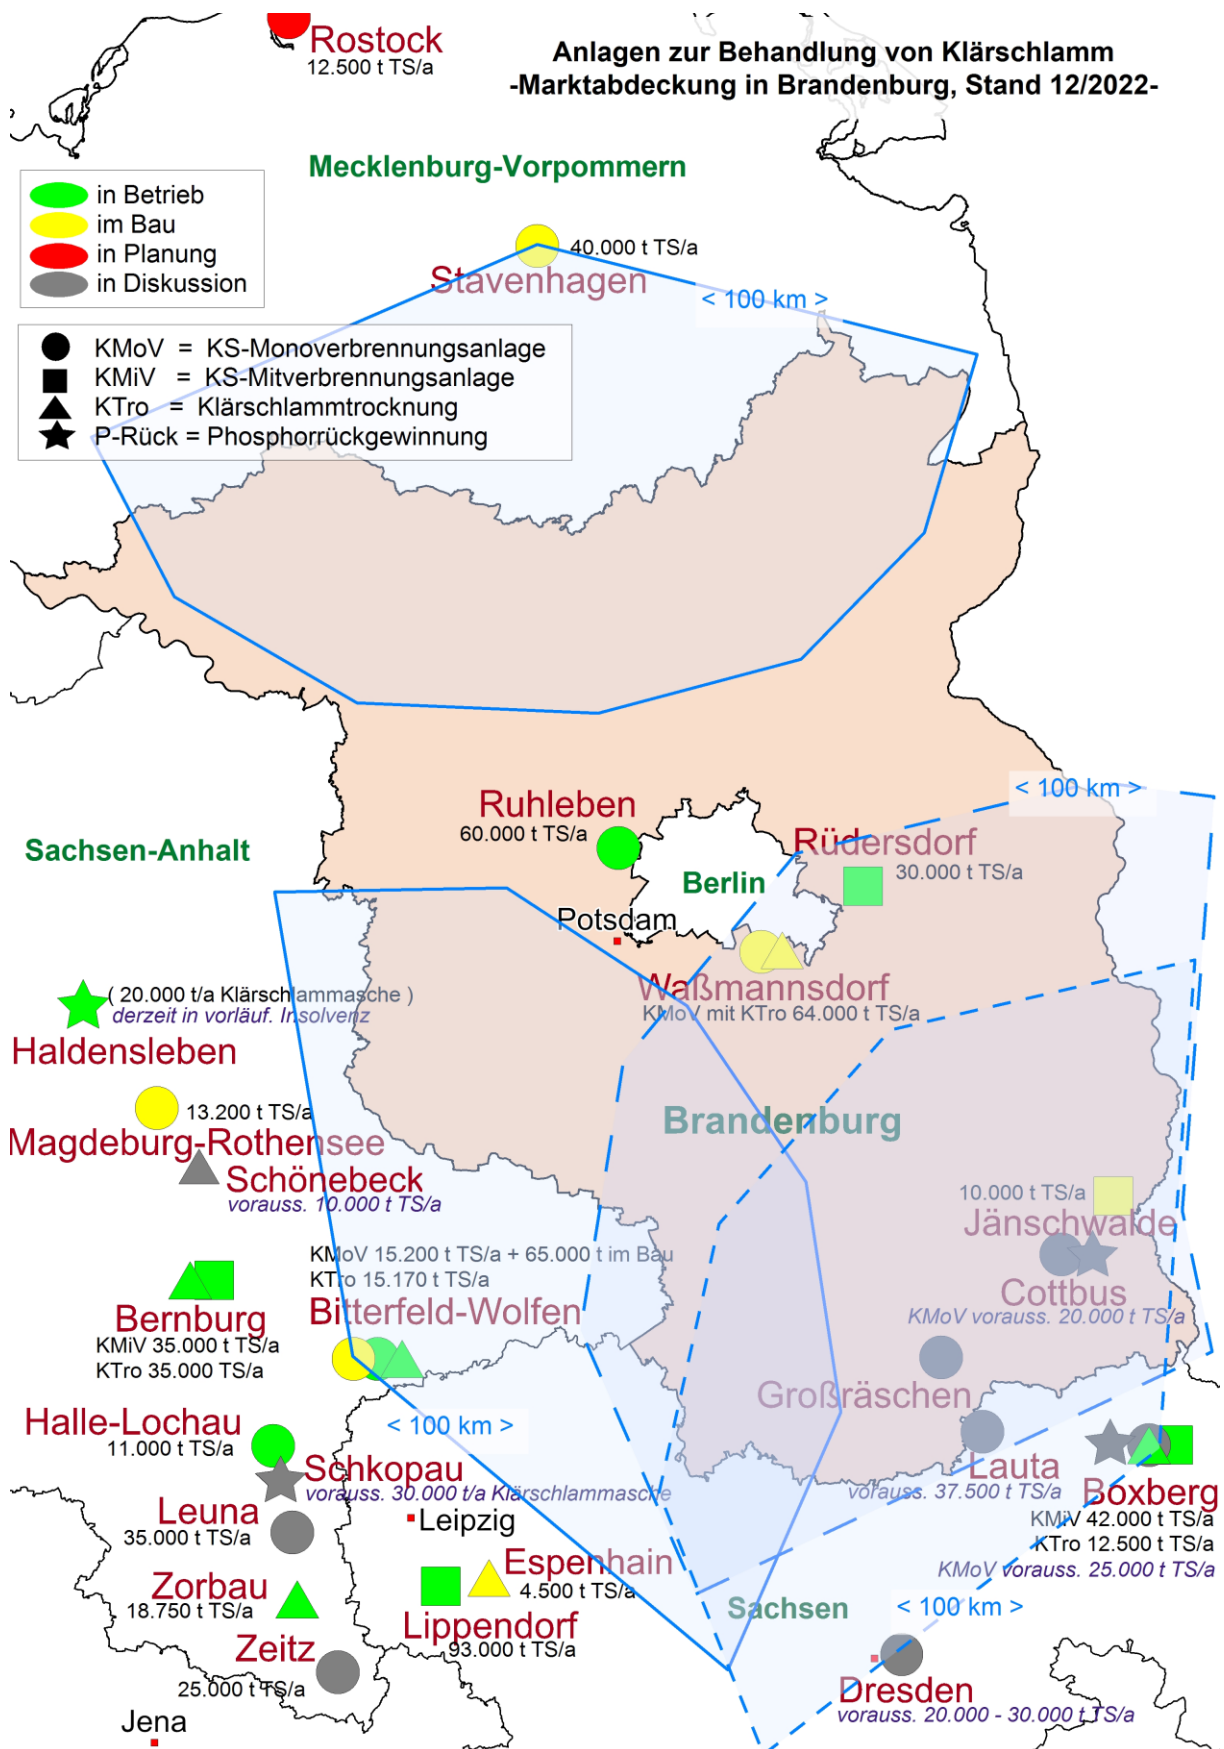 Rostock
12.500 t TS/a
Anlagen zur Behandlung von Klärschlamm
-Marktabdeckung in Brandenburg, Stand 12/2022-
Mecklenburg-Vorpommern
in Betrieb
im Bau
in Planung
in Diskussion
40.000 t TS/a
Stavenhagen
< 100 km >
KMoV = KS-Monoverbrennungsanlage
KMiV = KS-Mitverbrennungsanlage
KTro = Klärschlammtrocknung
P-Rück = Phosphorrückgewinnung
< 100 km >
Ruhleben
60.000 t TS/a
Sachsen-Anhalt
Berlin
Rüdersdorf
30.000 t TS/a
Potsdam
Waßmannsdorf
KMoV mit KTro 64.000 t TS/a
( 20.000 t/a Klärschlammasche )
derzeit in vorläuf. Insolvenz
Haldensleben
13.200 t TS/a
Magdeburg-Rothensee
Schönebeck
vorauss. 10.000 t TS/a
Brandenburg
10.000 t TS/a
Jänschwalde
Cottbus
KMoV vorauss. 20.000 t TS/a
KMoV 15.200 t TS/a + 65.000 t im Bau
KTro 15.170 t TS/a
Bitterfeld-Wolfen
Bernburg
KMiV 35.000 t TS/a
KTro 35.000 TS/a
Großräschen
< 100 km >
Halle-Lochau
11.000 t TS/a
Schkopau
vorauss. 30.000 t/a Klärschlammasche
Lauta
vorauss. 37.500 t TS/a
Boxberg
KMiV 42.000 t TS/a
KTro 12.500 t TS/a
KMoV vorauss. 25.000 t TS/a
Leuna
35.000 t TS/a
Leipzig
Espenhain
4.500 t TS/a
Zorbau
18.750 t TS/a
Lippendorf
93.000 t TS/a
Sachsen
< 100 km >
Zeitz
25.000 t TS/a
Dresden
vorauss. 20.000 - 30.000 t TS/a
Jena